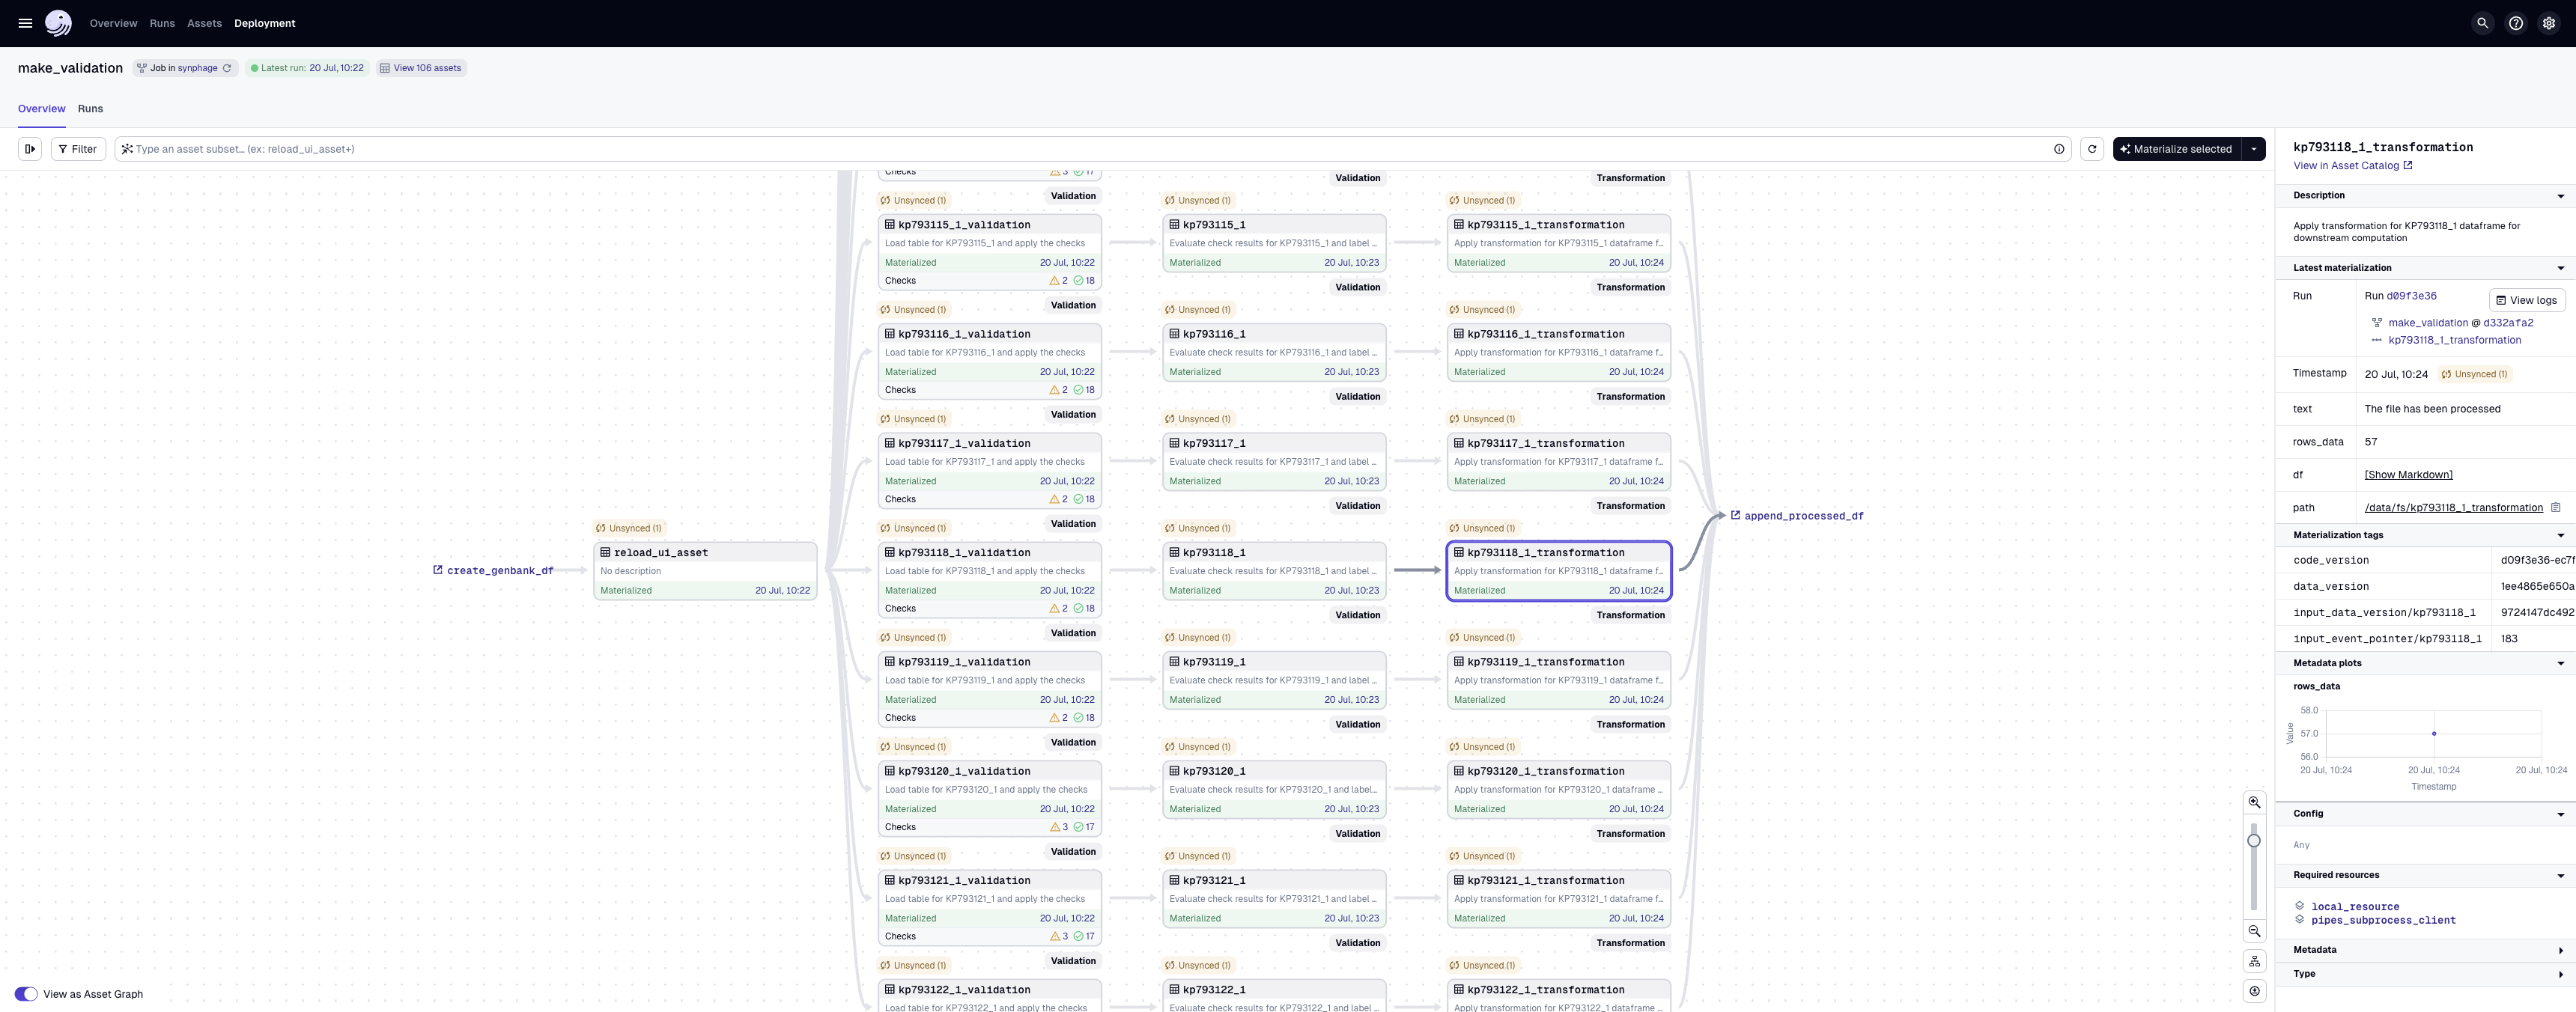 Overview Runs Assets Deployment
make_validation Job in synphage Latest run: 20 Jul, 10:22 View 106 assets
Overview Runs
Filter Type an asset subset… (ex: reload_ui_asset+) Materialize selected
Checks 3 17
Validation Validation Transformation
Unsynced (1) Unsynced (1) Unsynced (1)
kp793115_1_validation kp793115_1 kp793115_1_transformation
Load table for KP793115_1 and apply the checks Evaluate check results for KP793115_1 and label … Apply transformation for KP793115_1 dataframe f…
Materialized 20 Jul, 10:22 Materialized 20 Jul, 10:23 Materialized 20 Jul, 10:24
Checks 2 18
Validation Validation Transformation
Unsynced (1) Unsynced (1) Unsynced (1)
kp793116_1_validation kp793116_1 kp793116_1_transformation
Load table for KP793116_1 and apply the checks Evaluate check results for KP793116_1 and label … Apply transformation for KP793116_1 dataframe f…
Materialized 20 Jul, 10:22 Materialized 20 Jul, 10:23 Materialized 20 Jul, 10:24
Checks 2 18
Validation Validation Transformation
Unsynced (1) Unsynced (1) Unsynced (1)
kp793117_1_validation kp793117_1 kp793117_1_transformation
Load table for KP793117_1 and apply the checks Evaluate check results for KP793117_1 and label … Apply transformation for KP793117_1 dataframe f…
Materialized 20 Jul, 10:22 Materialized 20 Jul, 10:23 Materialized 20 Jul, 10:24
Checks 2 18
Validation Validation Transformation
append_processed_df
Unsynced (1) Unsynced (1) Unsynced (1) Unsynced (1)
reload_ui_asset kp793118_1_validation kp793118_1 kp793118_1_transformation
create_genbank_df No description Load table for KP793118_1 and apply the checks Evaluate check results for KP793118_1 and label … Apply transformation for KP793118_1 dataframe f…
Materialized 20 Jul, 10:22 Materialized 20 Jul, 10:22 Materialized 20 Jul, 10:23 Materialized 20 Jul, 10:24
Checks 2 18
Validation Validation Transformation
Unsynced (1) Unsynced (1) Unsynced (1)
kp793119_1_validation kp793119_1 kp793119_1_transformation
Load table for KP793119_1 and apply the checks Evaluate check results for KP793119_1 and label … Apply transformation for KP793119_1 dataframe f…
Materialized 20 Jul, 10:22 Materialized 20 Jul, 10:23 Materialized 20 Jul, 10:24
Checks 2 18
Validation Validation Transformation
Unsynced (1) Unsynced (1) Unsynced (1)
kp793120_1_validation kp793120_1 kp793120_1_transformation
Load table for KP793120_1 and apply the checks Evaluate check results for KP793120_1 and label… Apply transformation for KP793120_1 dataframe …
Materialized 20 Jul, 10:22 Materialized 20 Jul, 10:23 Materialized 20 Jul, 10:24
Checks 3 17
Validation Validation Transformation
Unsynced (1) Unsynced (1) Unsynced (1)
kp793121_1_validation kp793121_1 kp793121_1_transformation
Load table for KP793121_1 and apply the checks Evaluate check results for KP793121_1 and label … Apply transformation for KP793121_1 dataframe f…
Materialized 20 Jul, 10:22 Materialized 20 Jul, 10:23 Materialized 20 Jul, 10:24
Checks 3 17
Validation Validation Transformation
Unsynced (1) Unsynced (1) Unsynced (1)
kp793122_1_validation kp793122_1 kp793122_1_transformation
Load table for KP793122_1 and apply the checks Evaluate check results for KP793122_1 and label … Apply transformation for KP793122_1 dataframe …
View as Asset Graph
kp793118_1_transformation
View in Asset Catalog
Description
Apply transformation for KP793118_1 dataframe for
downstream computation
Latest materialization
Run Run d09f3e36 View logs
make_validation @ d332afa2
kp793118_1_transformation
Timestamp 20 Jul, 10:24 Unsynced (1)
text The file has been processed
rows_data 57
df [Show Markdown]
path /data/fs/kp793118_1_transformation
Materialization tags
code_version d09f3e36-ec7f
data_version 1ee4865e650a
input_data_version/kp793118_1 9724147dc492
input_event_pointer/kp793118_1 183
Metadata plots
rows_data
58.0
57.0
56.0
Value
20 Jul, 10:24 20 Jul, 10:24 20 Jul, 10:24
Timestamp
Config
Any
Required resources
local_resource
pipes_subprocess_client
Metadata
Type